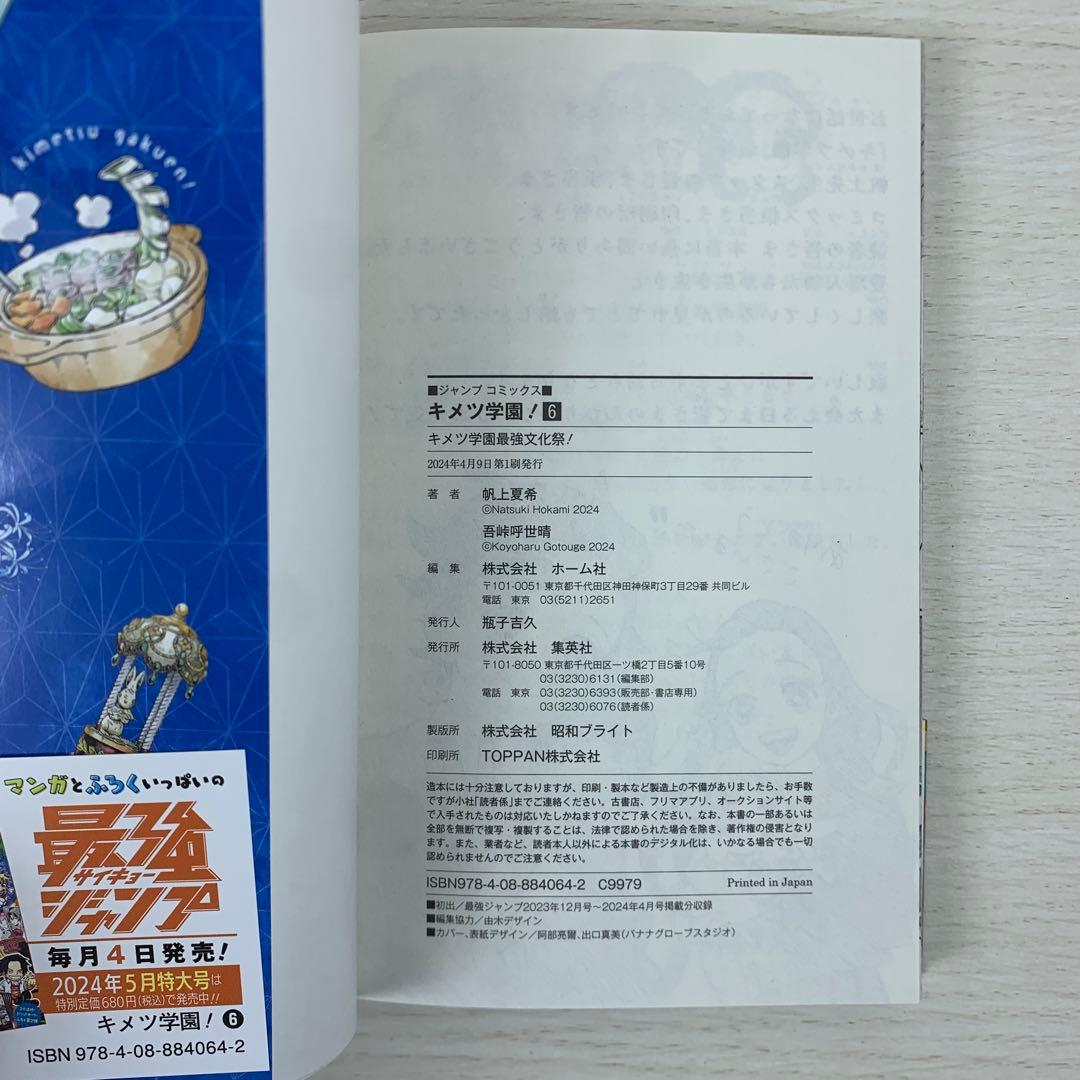 kimetsu gakuen!
マンガとふろくいっぱいの
最強
サイキョー
ジャンプ
毎月4日発売!
2024年5月特大号は
特別定価680円(税込)で発売中!!
キメツ学園! ❻
ISBN 978-4-08-884064-2
■ジャンプ コミックス■
キメツ学園! 6
キメツ学園最強文化祭!
2024年4月9日第1刷発行
著者 帆上夏希
©Natsuki Hokami 2024
吾峠呼世晴
©Koyoharu Gotouge 2024
編集 株式会社 ホーム社
〒101-0051 東京都千代田区神田神保町3丁目29番 共同ビル
電話 東京 03(5211)2651
発行人 瓶子吉久
発行所 株式会社 集英社
〒101-8050 東京都千代田区一ツ橋2丁目5番10号
03(3230)6131(編集部)
電話 東京 03(3230)6393(販売部・書店専用)
03(3230)6076(読者係)
製版所 株式会社 昭和ブライト
印刷所 TOPPAN株式会社
造本には十分注意しておりますが、印刷・製本など製造上の不備がありましたら、お手数
ですが小社「読者係」までご連絡ください。古書店、フリマアプリ、オークションサイト等
で入手されたものは対応いたしかねますのでご了承ください。なお、本書の一部あるいは
全部を無断で複写・複製することは、法律で認められた場合を除き、著作権の侵害となり
ます。また、業者など、読者本人以外による本書のデジタル化は、いかなる場合でも一切
認められませんのでご注意ください。
ISBN978-4-08-884064-2 C9979 Printed in Japan
■初出/最強ジャンプ2023年12月号〜2024年4月号掲載分収録
■編集協力/由木デザイン
■カバー、表紙デザイン/阿部亮爾、出口真美(バナナグローブスタジオ)